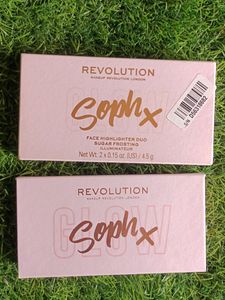 REVOLUTION
MAKEUP REVOLUTION LONDON
GLOW
Soph x
FACE HIGHLIGHTER DUO
SUGAR FROSTING
ILLUMINATEUR
Net Wt. 2 x 0.15 oz. (US) / 4.5 g
REVOLUTION
MAKEUP REVOLUTION LONDON
GLOW
Soph x